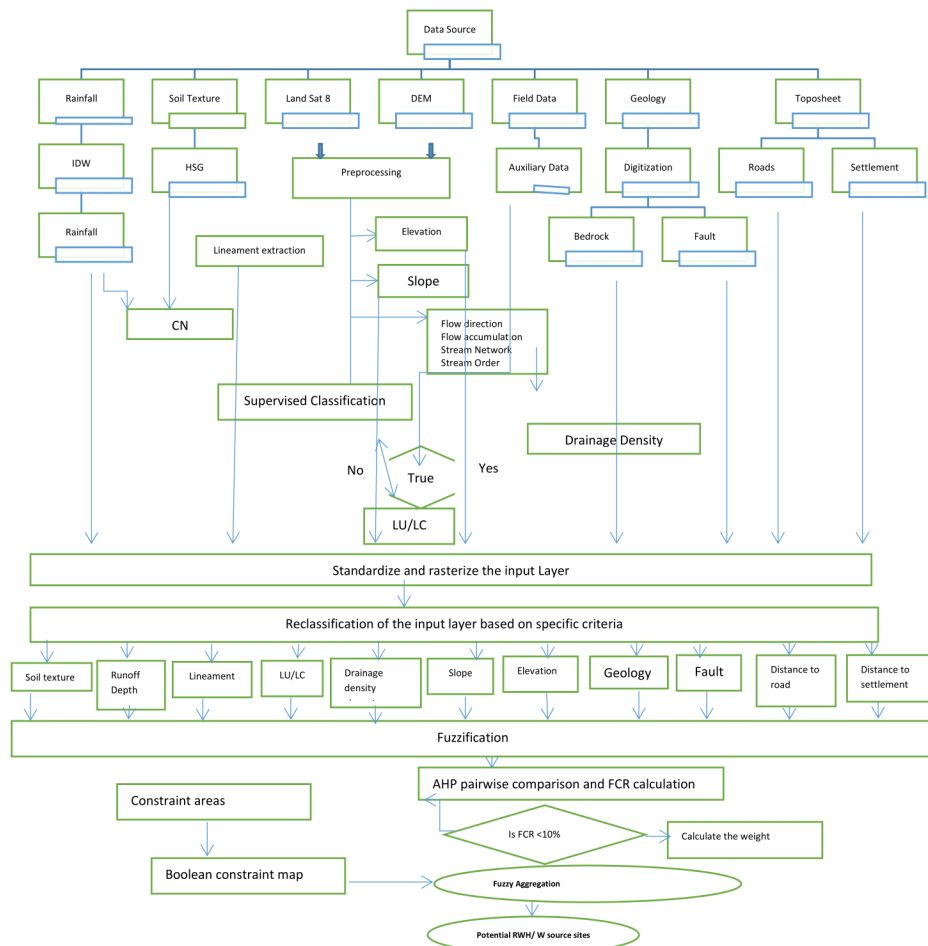 Data Source
Rainfall
Soil Texture
Land Sat 8
DEM
Field Data
Geology
Toposheet
IDW
HSG
Preprocessing
Auxiliary Data
Digitization
Roads
Settlement
Rainfall
Lineament extraction
Elevation
Bedrock
Fault
Slope
CN
Flow direction
Flow accumulation
Stream Network
Stream Order
Supervised Classification
Drainage Density
No
True
Yes
LU/LC
Standardize and rasterize the input Layer
Reclassification of the input layer based on specific criteria
Soil texture
Runoff
Depth
Lineament
LU/LC
Drainage
density
Slope
Elevation
Geology
Fault
Distance to
road
Distance to
settlement
Fuzzification
AHP pairwise comparison and FCR calculation
Constraint areas
Is FCR <10%
Calculate the weight
Boolean constraint map
Fuzzy Aggregation
Potential RWH/ W source sites